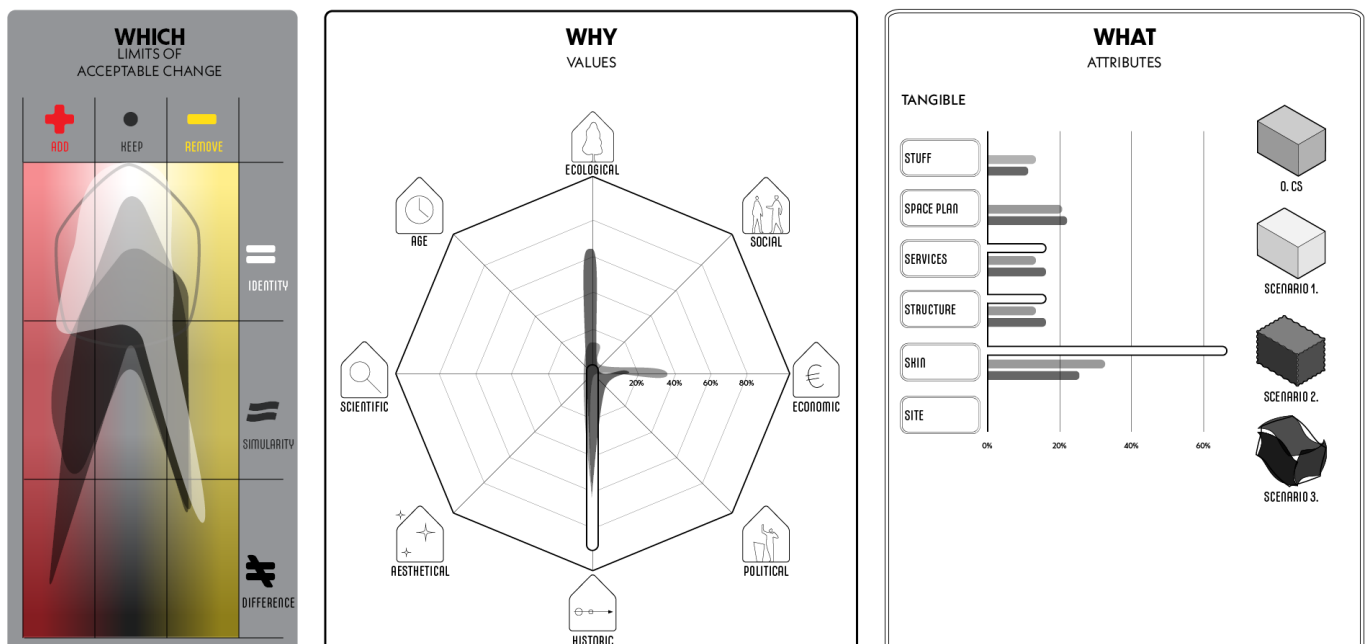 WHICH
LIMITS OF
ACCEPTABLE CHANGE
ADD
KEEP
REMOVE
IDENTITY
SIMULARITY
DIFFERENCE
WHY
VALUES
ECOLOGICAL
AGE
SOCIAL
SCIENTIFIC
20%
40%
60%
80%
ECONOMIC
AESTHETICAL
POLITICAL
HISTORIC
WHAT
ATTRIBUTES
TANGIBLE
STUFF
SPACE PLAN
SERVICES
STRUCTURE
SKIN
SITE
0%
20%
40%
60%
0. CS
SCENARIO 1.
SCENARIO 2.
SCENARIO 3.